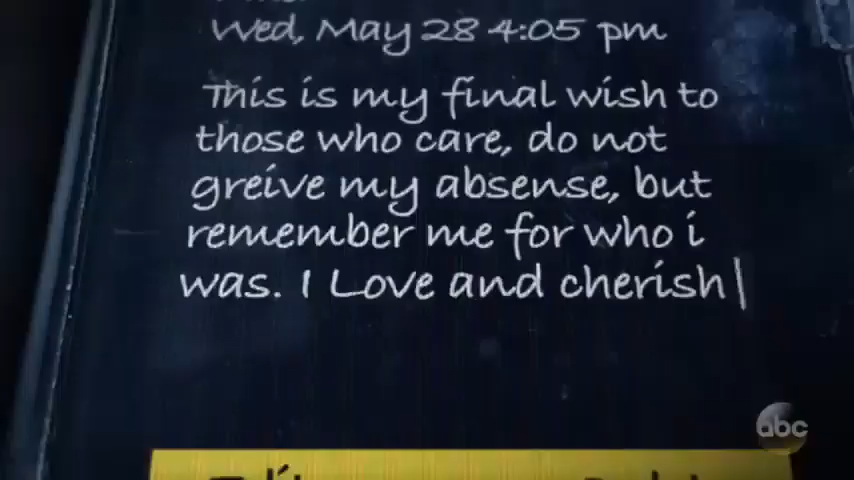 Wed, May 28 4:05 pm
This is my final wish to
those who care, do not
greive my absense, but
remember me for who i
was. I Love and cherish
abc